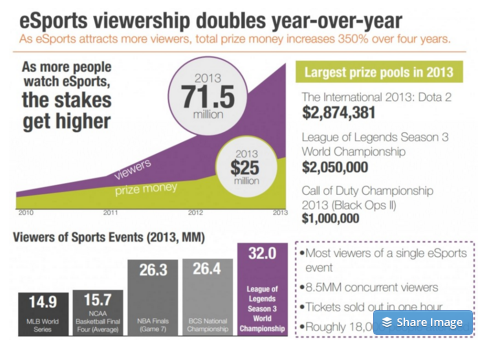 eSports viewership doubles year-over-year
As eSports attracts more viewers, total prize money increases 350% over four years.
As more people
watch eSports,
the stakes
get higher
2013
71.5
million
2013
$25
million
viewers
prize money
2010
2011
2012
2013
Largest prize pools in 2013
The International 2013: Dota 2
$2,874,381
League of Legends Season 3
World Championship
$2,050,000
Call of Duty Championship
2013 (Black Ops II)
$1,000,000
Viewers of Sports Events (2013, MM)
14.9
MLB World
Series
15.7
NCAA
Basketball Final
Four (Average)
26.3
NBA Finals
(Game 7)
26.4
BCS National
Championship
32.0
League of
Legends
Season 3
World
Championship
•Most viewers of a single eSports
event
•8.5MM concurrent viewers
•Tickets sold out in one hour
•Roughly
Share Image